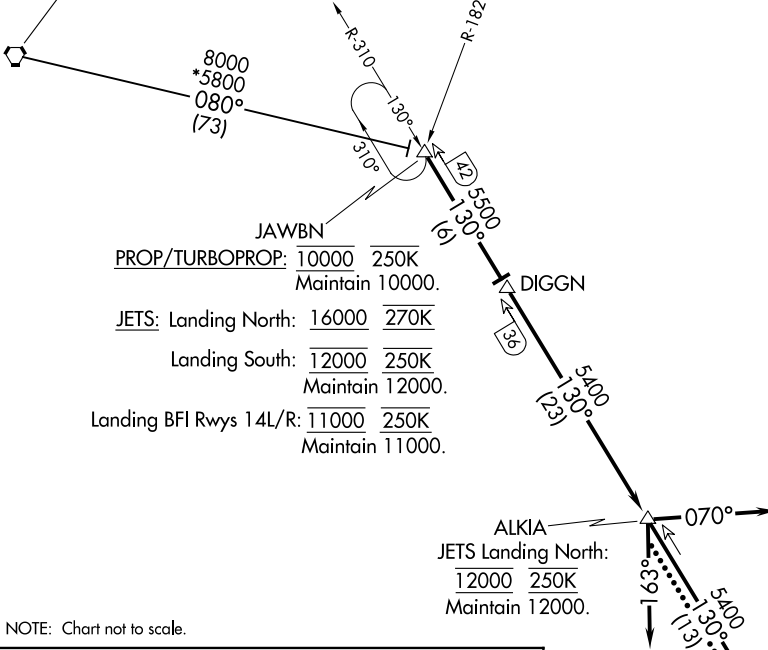 R-310
R-182
8000
*5800
080°
(73)
130°
310°
42
5500
130°
(6)
JAWBN
PROP/TURBOPROP: 10000 250K
Maintain 10000.
JETS: Landing North: 16000 270K
Landing South: 12000 250K
Maintain 12000.
Landing BFI Rwys 14L/R: 11000 250K
Maintain 11000.
DIGGN
36
5400
130°
(23)
ALKIA
JETS Landing North:
12000 250K
Maintain 12000.
070°
163°
5400
130°
(13)
NOTE: Chart not to scale.